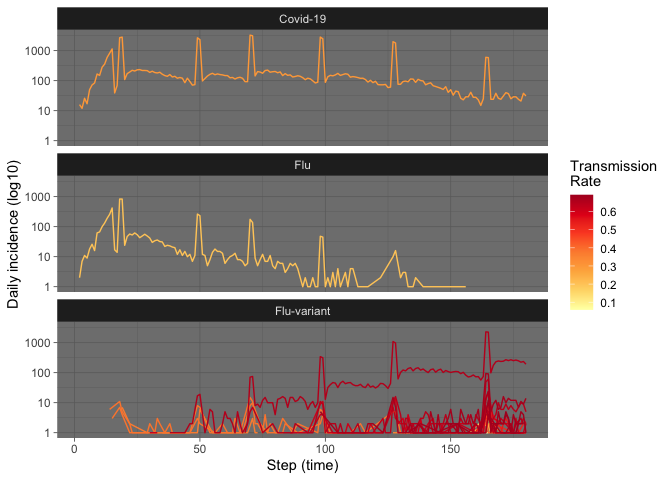 Covid-19
1000
100
10
1
Flu
1000
100
10
1
Flu-variant
1000
100
10
1
0 50 100 150
Step (time)
Daily incidence (log10)
Transmission
Rate
0.6
0.5
0.4
0.3
0.2
0.1